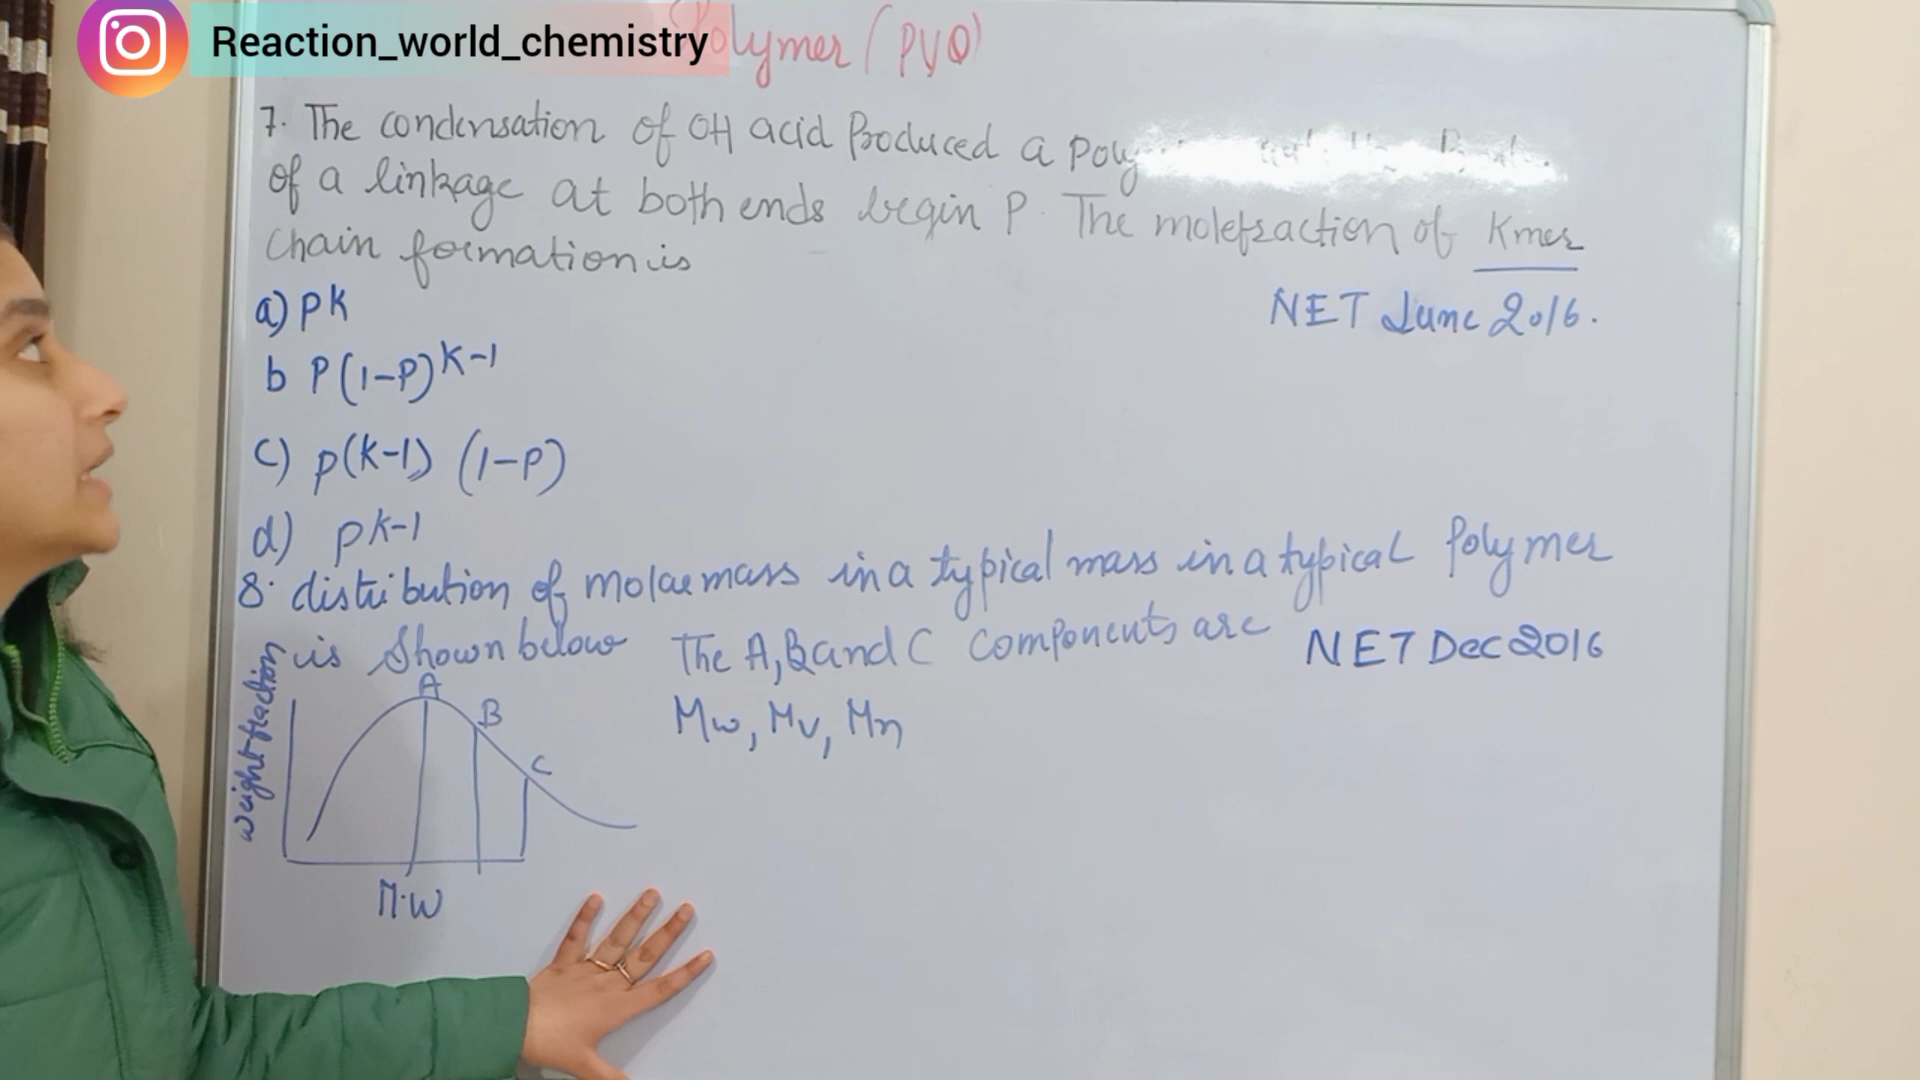 Reaction_world_chemistry
Polymer (PYQ)
7. The condensation of OH acid Produced a
of a linkage at both ends begin P. The molefraction of Kmer
Chain formation is
a) PK
NET June 2016.
b P(1-P)K-1
c) P(K-1) (1-P)
d) PK-1
8. distribution of molar mass in a typical mass in a typical Polymer
is Shown below The A, B and C Components are NET Dec 2016
Mw, Mv, Mn
A
B
C
weight fraction
M.W